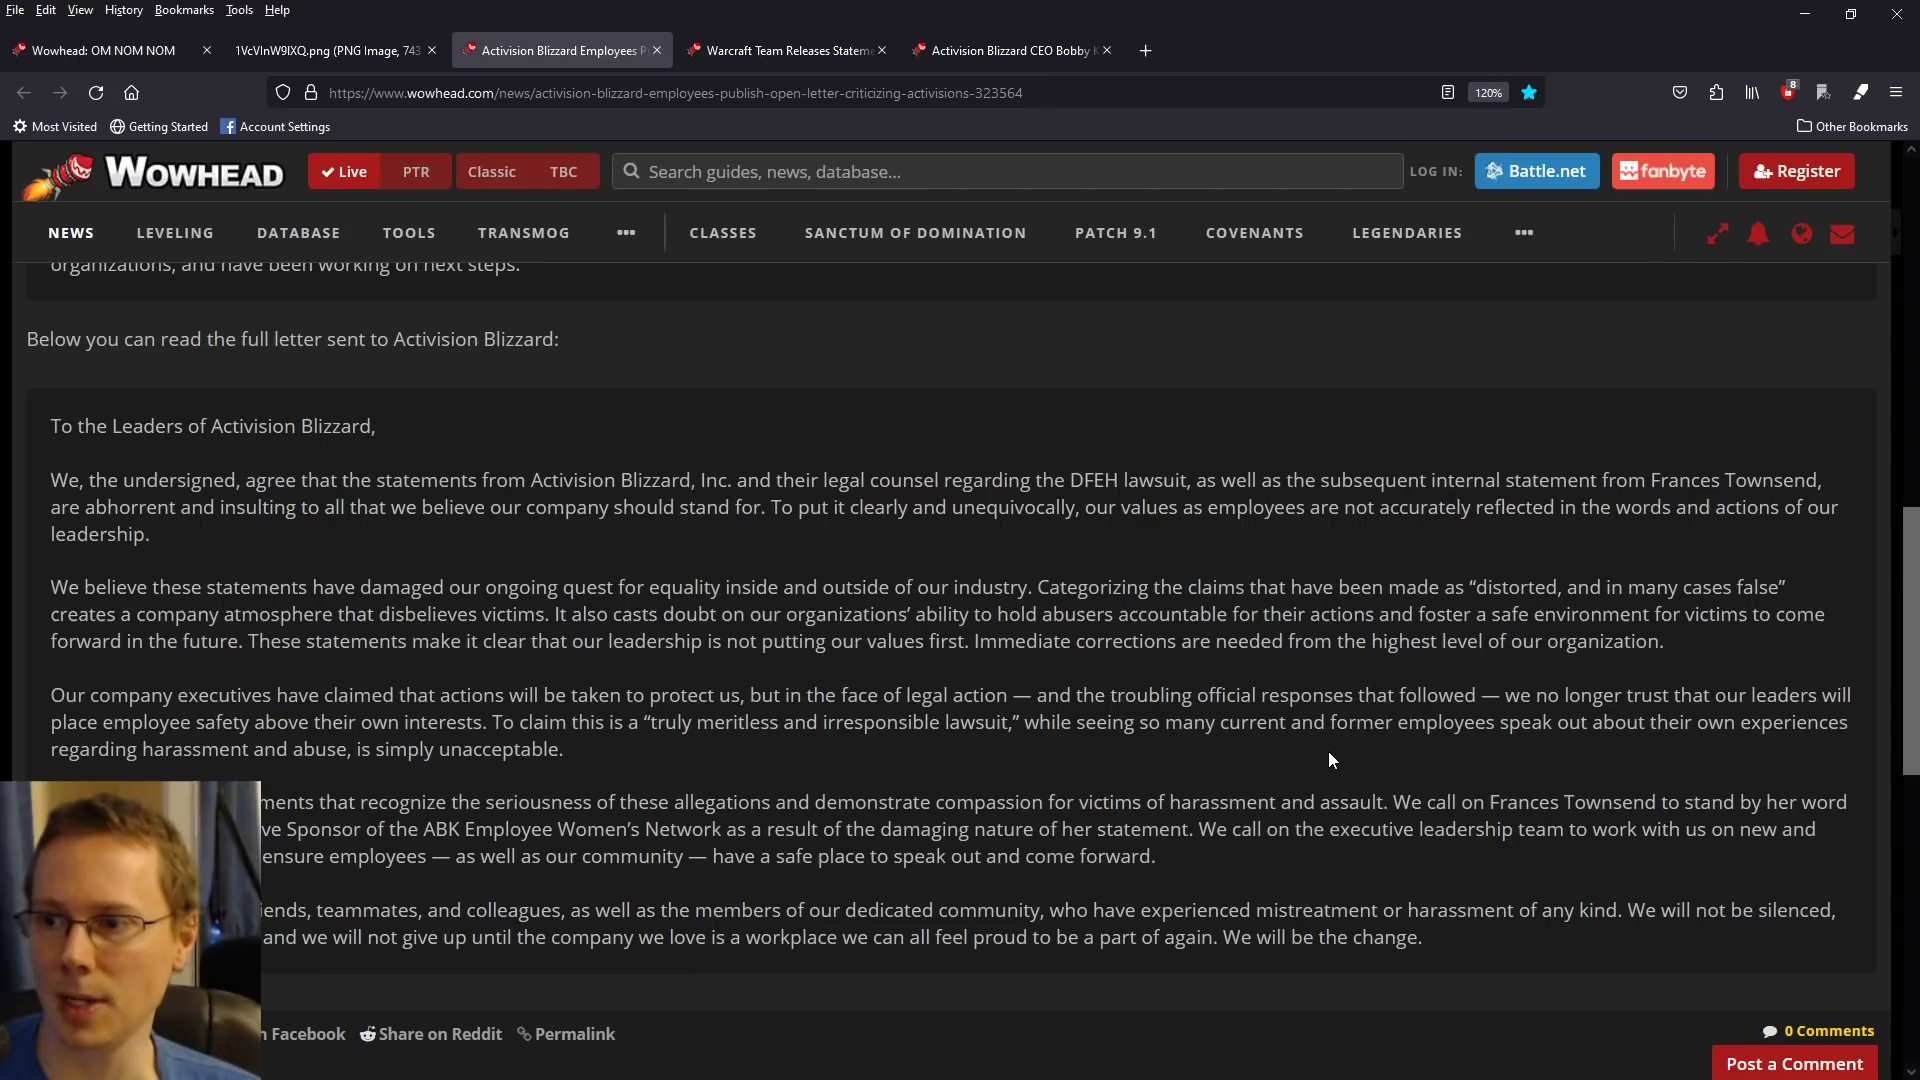 File Edit View History Bookmarks Tools Help
Wowhead: OM NOM NOM
1VcVlnW9IXQ.png (PNG Image, 743
Activision Blizzard Employees P
Warcraft Team Releases Stateme
Activision Blizzard CEO Bobby K
https://www.wowhead.com/news/activision-blizzard-employees-publish-open-letter-criticizing-activisions-323564
120%
8
Most Visited Getting Started Account Settings Other Bookmarks
WOWHEAD Live PTR Classic TBC Search guides, news, database... LOG IN: Battle.net fanbyte Register
NEWS LEVELING DATABASE TOOLS TRANSMOG ••• CLASSES SANCTUM OF DOMINATION PATCH 9.1 COVENANTS LEGENDARIES •••
organizations, and have been working on next steps.
Below you can read the full letter sent to Activision Blizzard:
To the Leaders of Activision Blizzard,
We, the undersigned, agree that the statements from Activision Blizzard, Inc. and their legal counsel regarding the DFEH lawsuit, as well as the subsequent internal statement from Frances Townsend,
are abhorrent and insulting to all that we believe our company should stand for. To put it clearly and unequivocally, our values as employees are not accurately reflected in the words and actions of our
leadership.
We believe these statements have damaged our ongoing quest for equality inside and outside of our industry. Categorizing the claims that have been made as “distorted, and in many cases false”
creates a company atmosphere that disbelieves victims. It also casts doubt on our organizations’ ability to hold abusers accountable for their actions and foster a safe environment for victims to come
forward in the future. These statements make it clear that our leadership is not putting our values first. Immediate corrections are needed from the highest level of our organization.
Our company executives have claimed that actions will be taken to protect us, but in the face of legal action — and the troubling official responses that followed — we no longer trust that our leaders will
place employee safety above their own interests. To claim this is a “truly meritless and irresponsible lawsuit,” while seeing so many current and former employees speak out about their own experiences
regarding harassment and abuse, is simply unacceptable.
ments that recognize the seriousness of these allegations and demonstrate compassion for victims of harassment and assault. We call on Frances Townsend to stand by her word
ve Sponsor of the ABK Employee Women’s Network as a result of the damaging nature of her statement. We call on the executive leadership team to work with us on new and
ensure employees — as well as our community — have a safe place to speak out and come forward.
iends, teammates, and colleagues, as well as the members of our dedicated community, who have experienced mistreatment or harassment of any kind. We will not be silenced,
and we will not give up until the company we love is a workplace we can all feel proud to be a part of again. We will be the change.
n Facebook Share on Reddit Permalink
0 Comments
Post a Comment